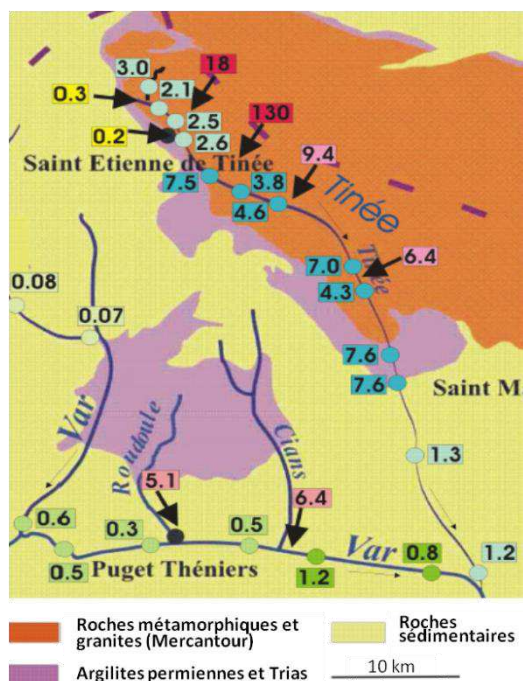 18
3.0
2.1
0.3
2.5
130
0.2
2.6
Saint Etienne de Tinée
9.4
7.5
3.8
4.6
Tinée
Tinée
6.4
7.0
4.3
0.08
0.07
7.6
7.6
Saint M
Var
Roudoule
Cians
1.3
5.1
6.4
0.6
0.3
0.5
Var
0.8
0.5
Puget Théniers
1.2
1.2
Roches métamorphiques et
granites (Mercantour)
Roches
sédimentaires
Argilites permiennes et Trias
10 km